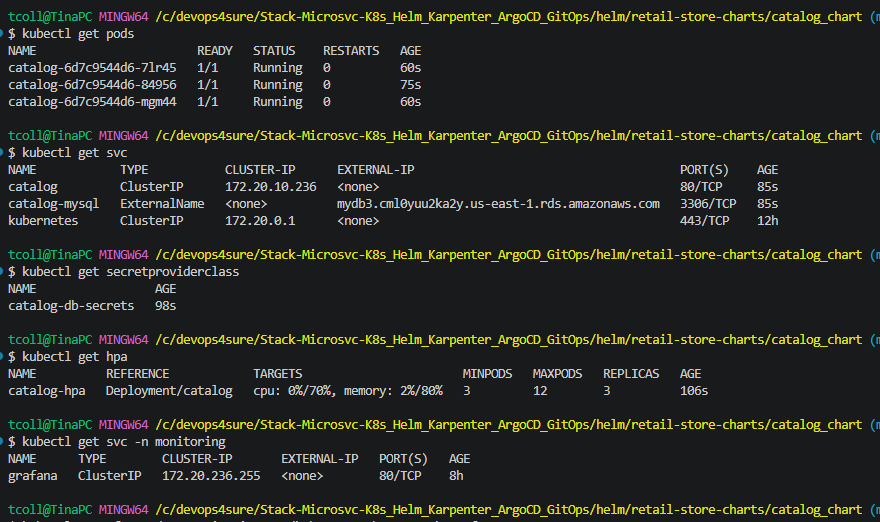 tcoll@TinaPC MINGW64 /c/devops4sure/Stack-Microsvc-K8s_Helm_Karpenter_ArgoCD_GitOps/helm/retail-store-charts/catalog_chart (m
$ kubectl get pods
NAME READY STATUS RESTARTS AGE
catalog-6d7c9544d6-7lr45 1/1 Running 0 60s
catalog-6d7c9544d6-84956 1/1 Running 0 75s
catalog-6d7c9544d6-mgm44 1/1 Running 0 60s
tcoll@TinaPC MINGW64 /c/devops4sure/Stack-Microsvc-K8s_Helm_Karpenter_ArgoCD_GitOps/helm/retail-store-charts/catalog_chart (m
$ kubectl get svc
NAME TYPE CLUSTER-IP EXTERNAL-IP PORT(S) AGE
catalog ClusterIP 172.20.10.236 <none> 80/TCP 85s
catalog-mysql ExternalName <none> mydb3.cml0yuu2ka2y.us-east-1.rds.amazonaws.com 3306/TCP 85s
kubernetes ClusterIP 172.20.0.1 <none> 443/TCP 12h
tcoll@TinaPC MINGW64 /c/devops4sure/Stack-Microsvc-K8s_Helm_Karpenter_ArgoCD_GitOps/helm/retail-store-charts/catalog_chart (m
$ kubectl get secretproviderclass
NAME AGE
catalog-db-secrets 98s
tcoll@TinaPC MINGW64 /c/devops4sure/Stack-Microsvc-K8s_Helm_Karpenter_ArgoCD_GitOps/helm/retail-store-charts/catalog_chart (m
$ kubectl get hpa
NAME REFERENCE TARGETS MINPODS MAXPODS REPLICAS AGE
catalog-hpa Deployment/catalog cpu: 0%/70%, memory: 2%/80% 3 12 3 106s
tcoll@TinaPC MINGW64 /c/devops4sure/Stack-Microsvc-K8s_Helm_Karpenter_ArgoCD_GitOps/helm/retail-store-charts/catalog_chart (m
$ kubectl get svc -n monitoring
NAME TYPE CLUSTER-IP EXTERNAL-IP PORT(S) AGE
grafana ClusterIP 172.20.236.255 <none> 80/TCP 8h
tcoll@TinaPC MINGW64 /c/devops4sure/Stack-Microsvc-K8s_Helm_Karpenter_ArgoCD_GitOps/helm/retail-store-charts/catalog_chart (m